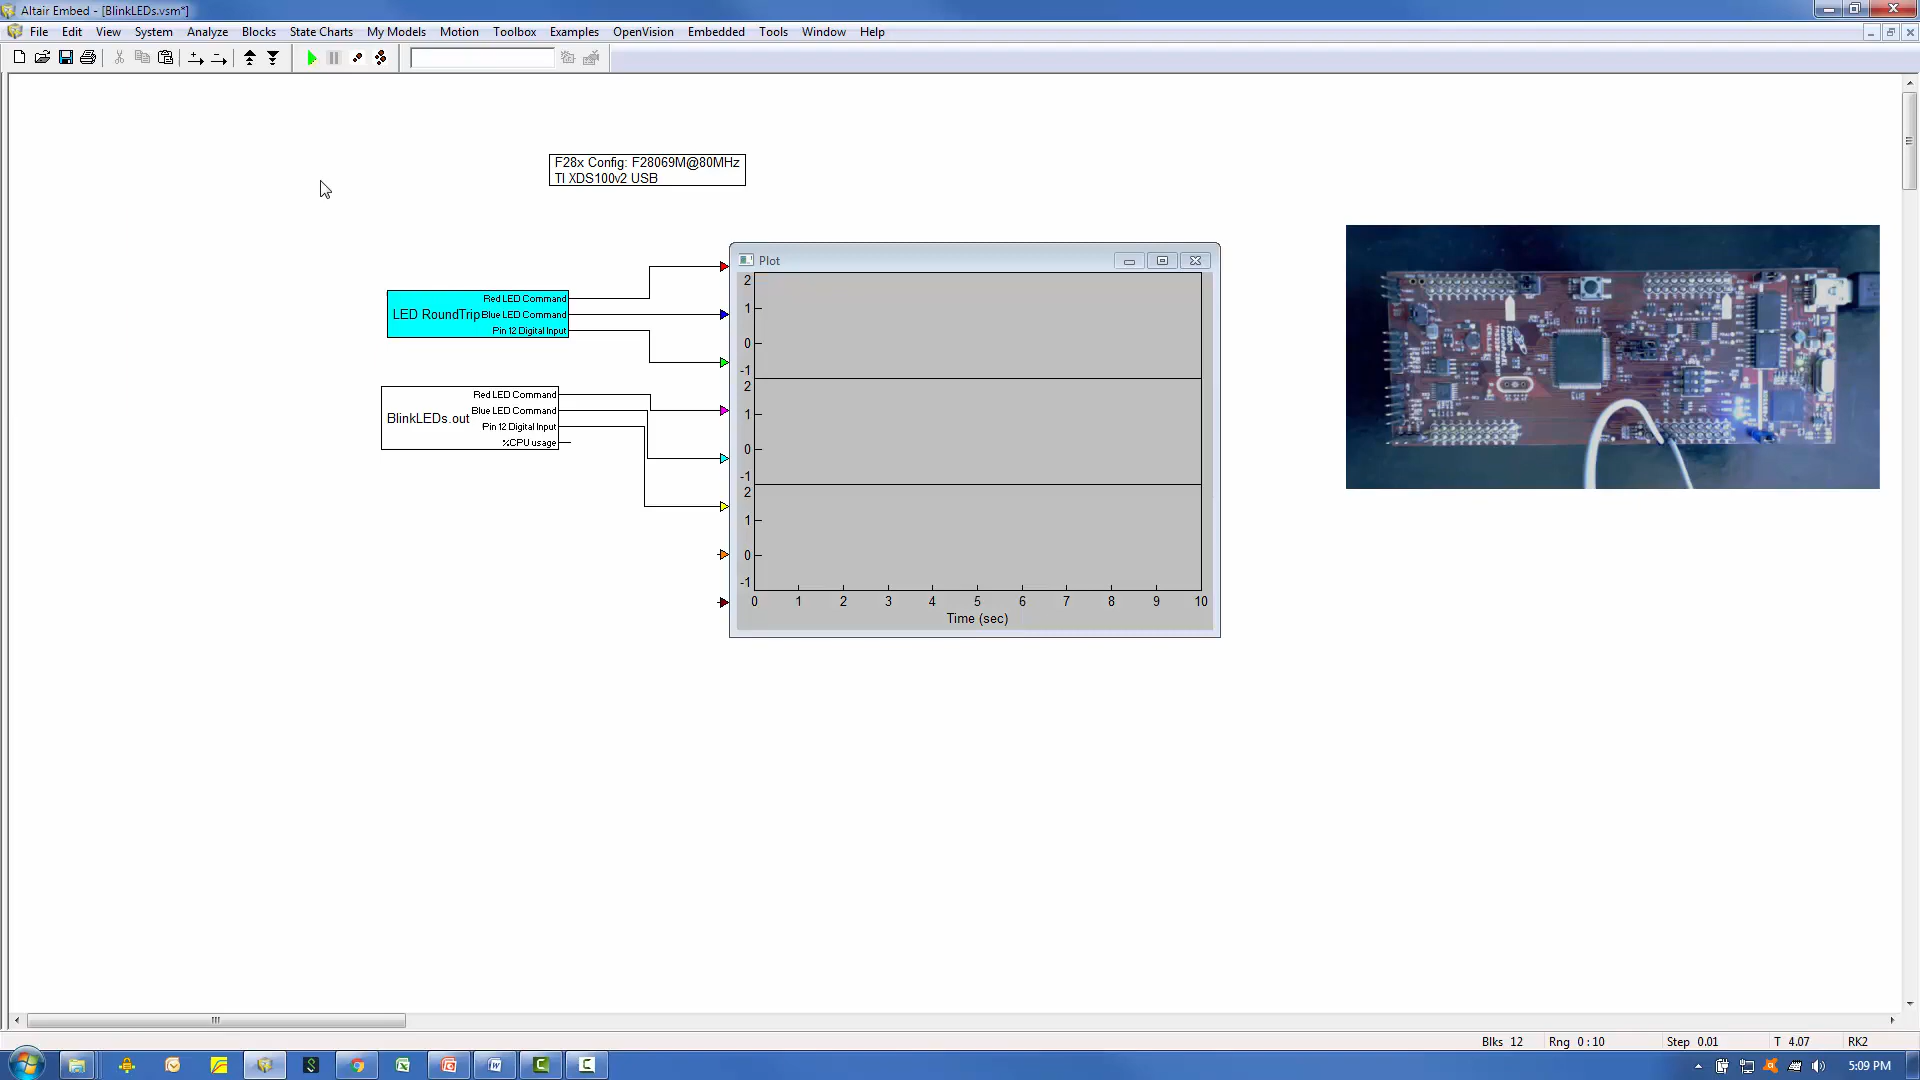 Altair Embed - [BlinkLEDs.vsm*]
File Edit View System Analyze Blocks State Charts My Models Motion Toolbox Examples OpenVision Embedded Tools Window Help
F28x Config: F28069M@80MHz
TI XDS100v2 USB
Plot
LED RoundTrip
Red LED Command
Blue LED Command
Pin 12 Digital Input
BlinkLEDs.out
Red LED Command
Blue LED Command
Pin 12 Digital Input
%CPU usage
2
1
0
-1
2
1
0
-1
2
1
0
-1
0 1 2 3 4 5 6 7 8 9 10
Time (sec)
Blks 12 Rng 0:10 Step 0.01 T 4.07 RK2
5:09 PM